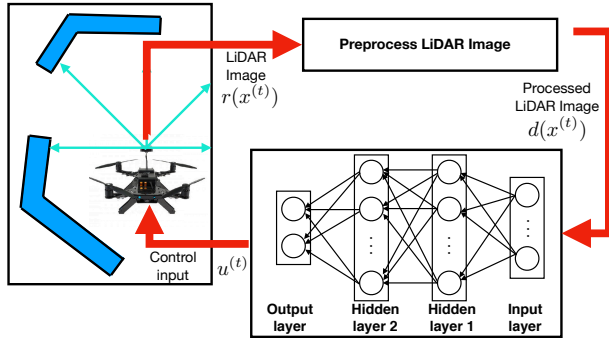 LiDAR
Image
r(x^{(t)})
Preprocess LiDAR Image
Processed
LiDAR Image
d(x^{(t)})
Control
input
u^{(t)}
Output
layer
Hidden
layer 2
Hidden
layer 1
Input
layer